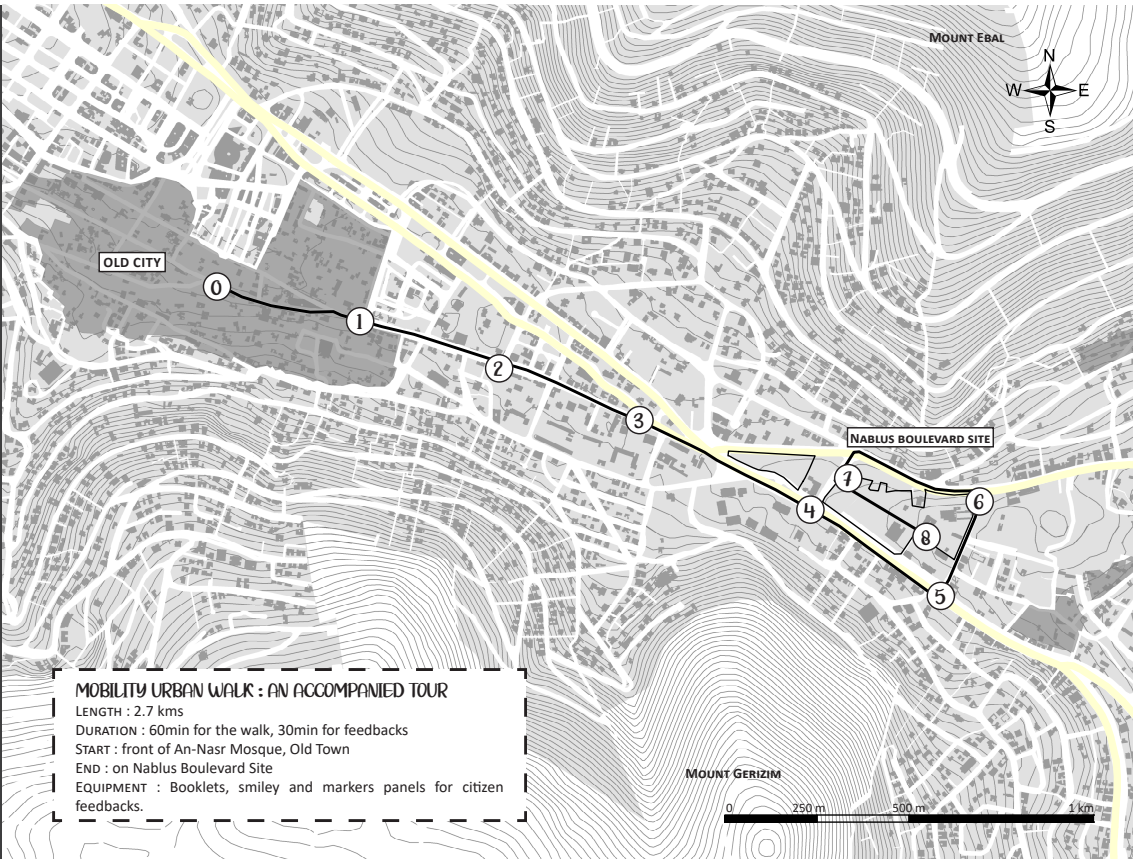 MOUNT EBAL
N
W E
S
OLD CITY
0
1
2
3
NABLUS BOULEVARD SITE
7
6
4
8
5
MOBILITY URBAN WALK : AN ACCOMPANIED TOUR
LENGTH : 2.7 kms
DURATION : 60min for the walk, 30min for feedbacks
START : front of An-Nasr Mosque, Old Town
END : on Nablus Boulevard Site
EQUIPMENT : Booklets, smiley and markers panels for citizen
feedbacks.
MOUNT GERIZIM
0 250 m 500 m 1 km